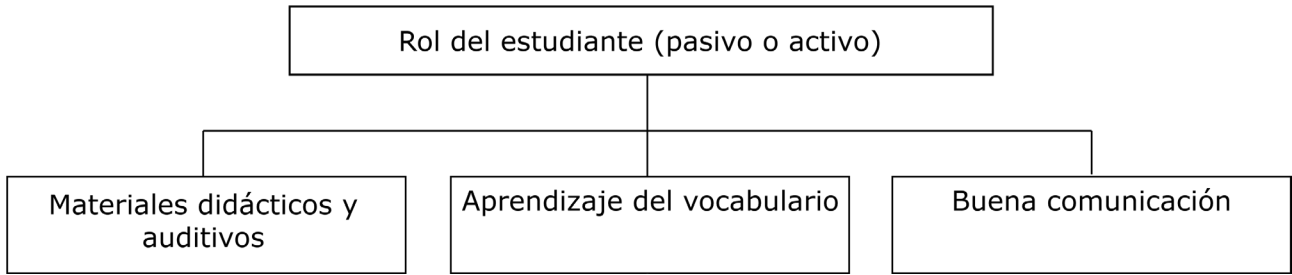 Rol del estudiante (pasivo o activo)
Materiales didácticos y
auditivos
Aprendizaje del vocabulario
Buena comunicación